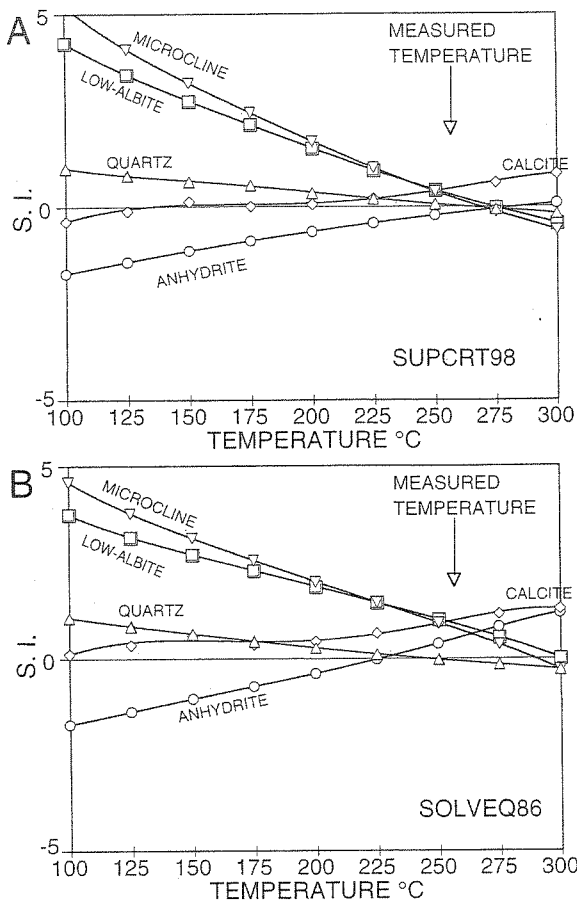 A
5
MICROCLINE
MEASURED
TEMPERATURE
LOW-ALBITE
QUARTZ
CALCITE
S. I.
0
ANHYDRITE
SUPCRT98
-5
100 125 150 175 200 225 250 275 300
TEMPERATURE °C
B
5
MICROCLINE
MEASURED
TEMPERATURE
LOW-ALBITE
QUARTZ
CALCITE
S. I.
0
ANHYDRITE
SOLVEQ86
-5
100 125 150 175 200 225 250 275 300
TEMPERATURE °C